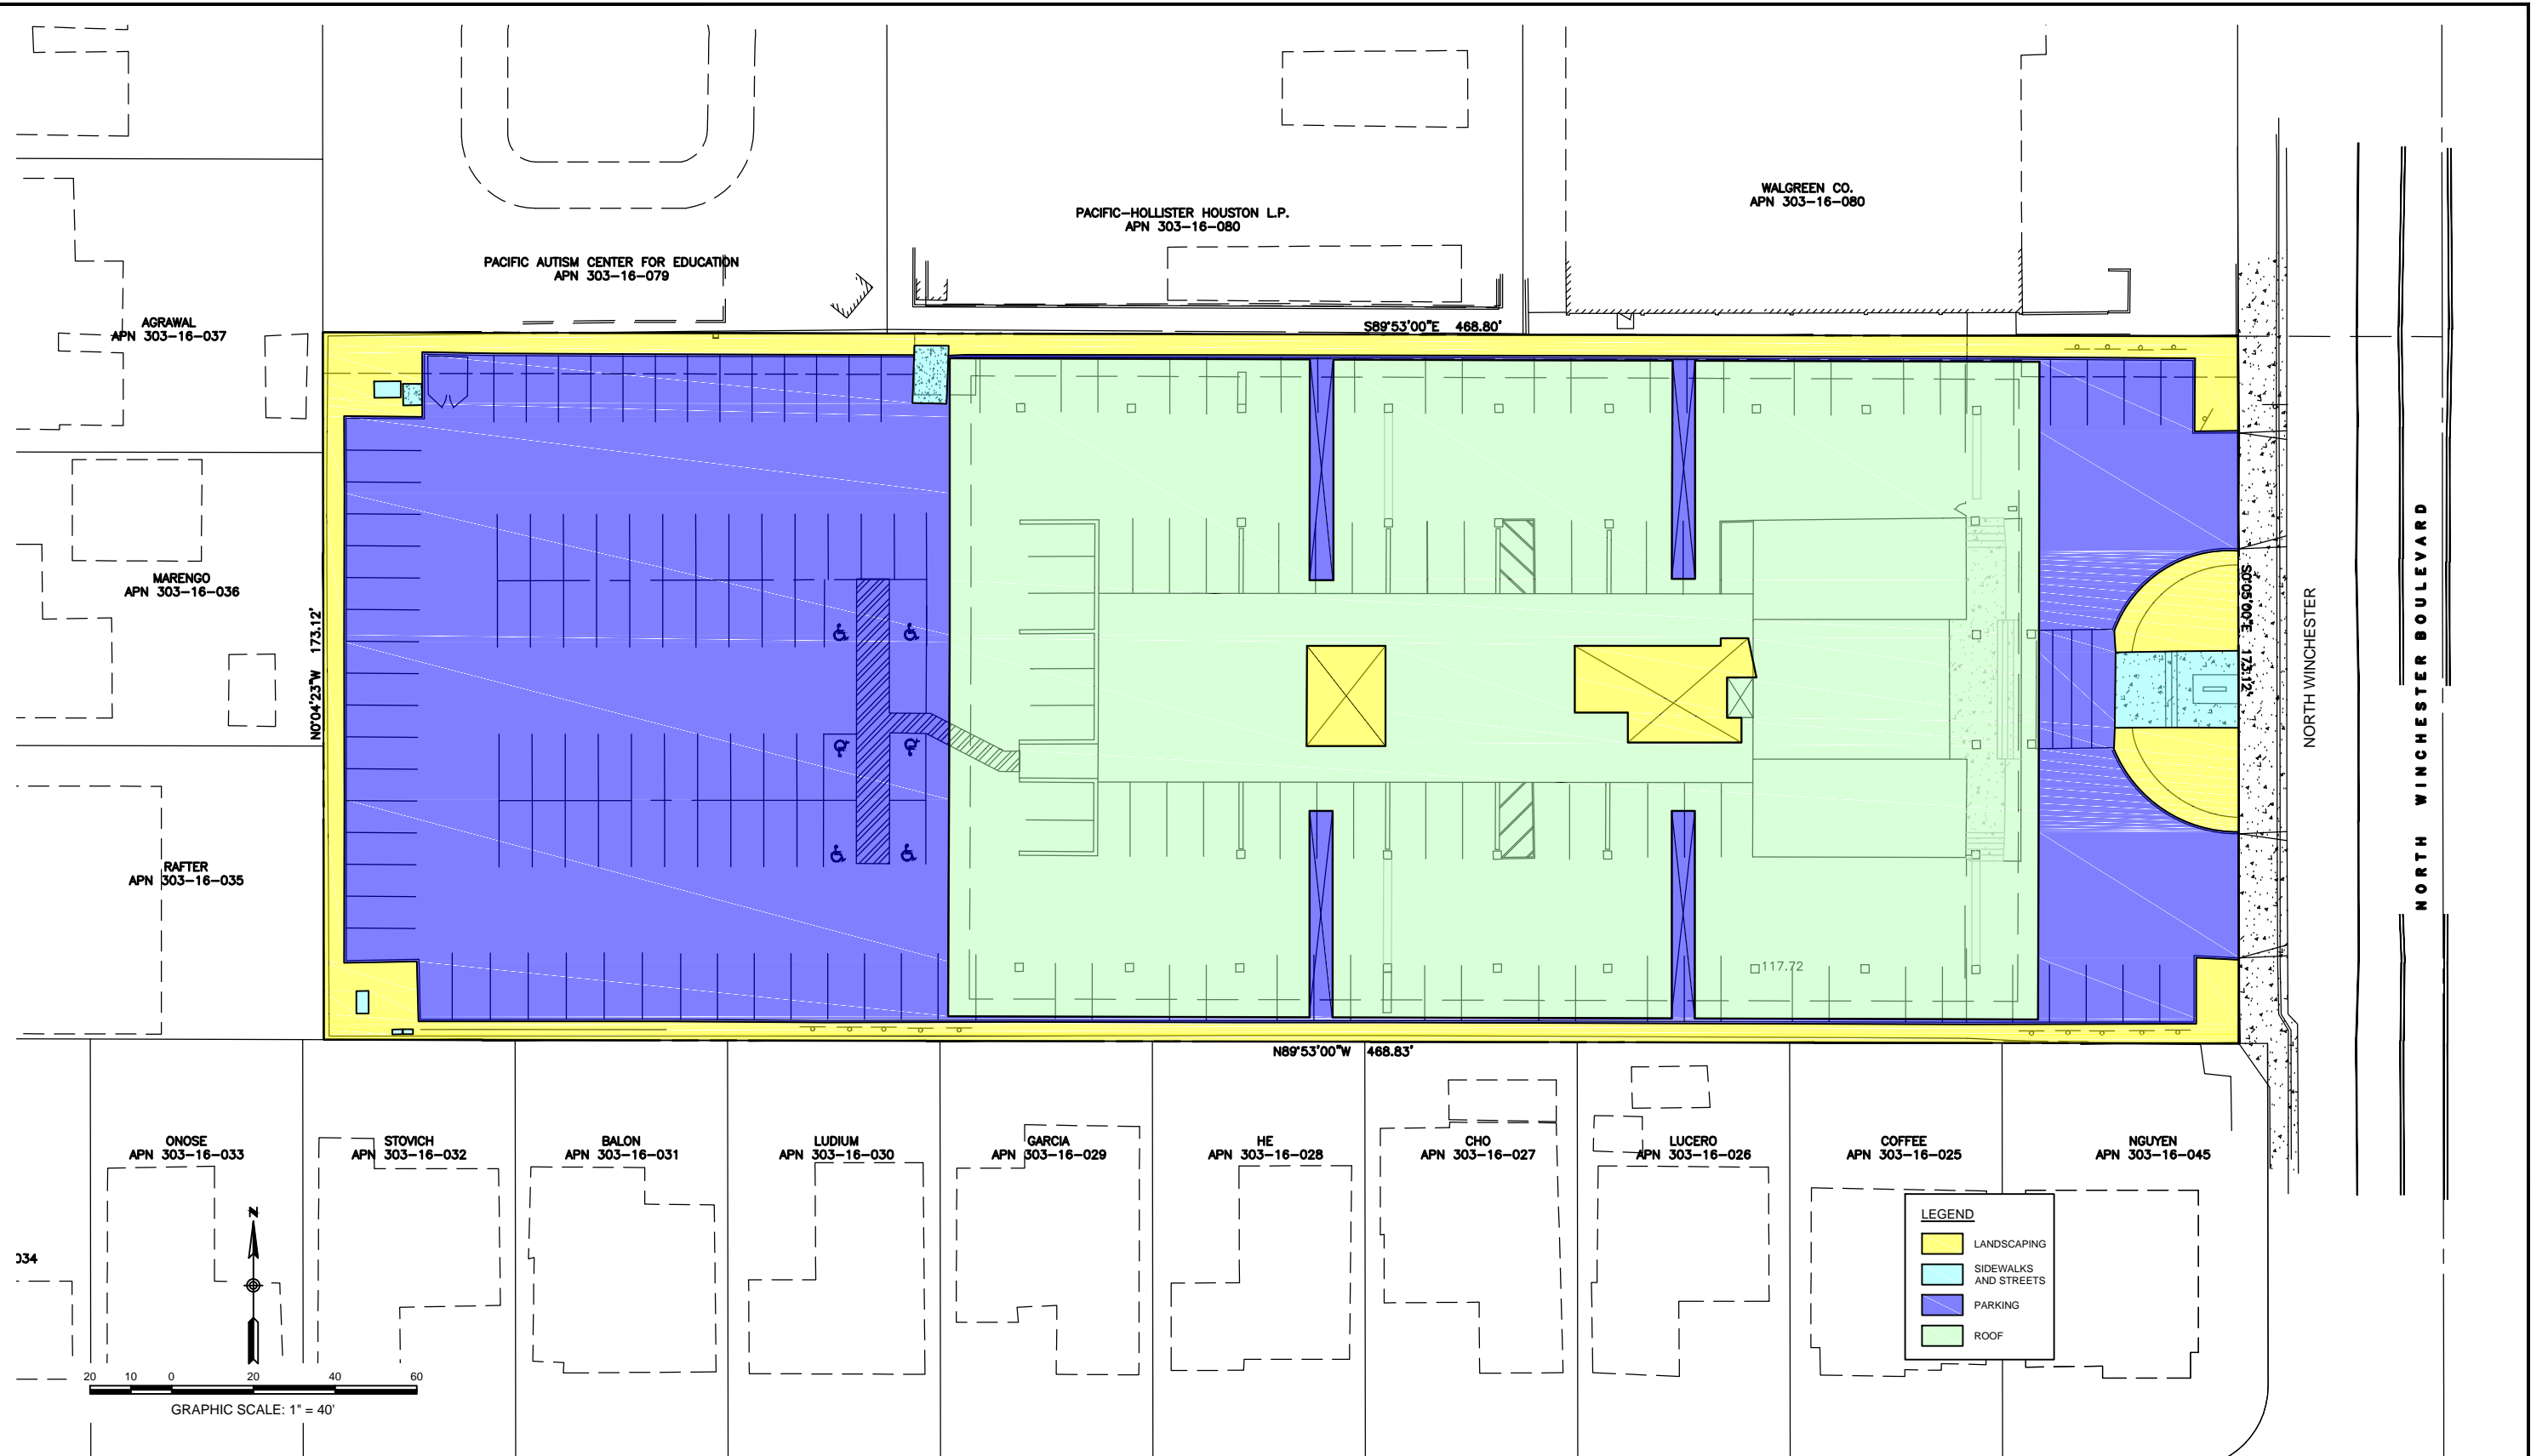 WALGREEN CO.
APN 303-16-080
PACIFIC-HOLLISTER HOUSTON L.P.
APN 303-16-080
PACIFIC AUTISM CENTER FOR EDUCATION
APN 303-16-079
AGRAWAL
APN 303-16-037
S89°53'00"E 468.80'
MARENGO
APN 303-16-036
N0°04'23"W 173.12'
S0°05'00"E 173.12'
NORTH WINCHESTER
NORTH WINCHESTER BOULEVARD
RAFTER
APN 303-16-035
117.72
N89°53'00"W 468.83'
ONOSE
APN 303-16-033
STOVICH
APN 303-16-032
BALON
APN 303-16-031
LUDIUM
APN 303-16-030
GARCIA
APN 303-16-029
HE
APN 303-16-028
CHO
APN 303-16-027
LUCERO
APN 303-16-026
COFFEE
APN 303-16-025
NGUYEN
APN 303-16-045
034
N
LEGEND
LANDSCAPING
SIDEWALKS
AND STREETS
PARKING
ROOF
20 10 0 20 40 60
GRAPHIC SCALE: 1" = 40'